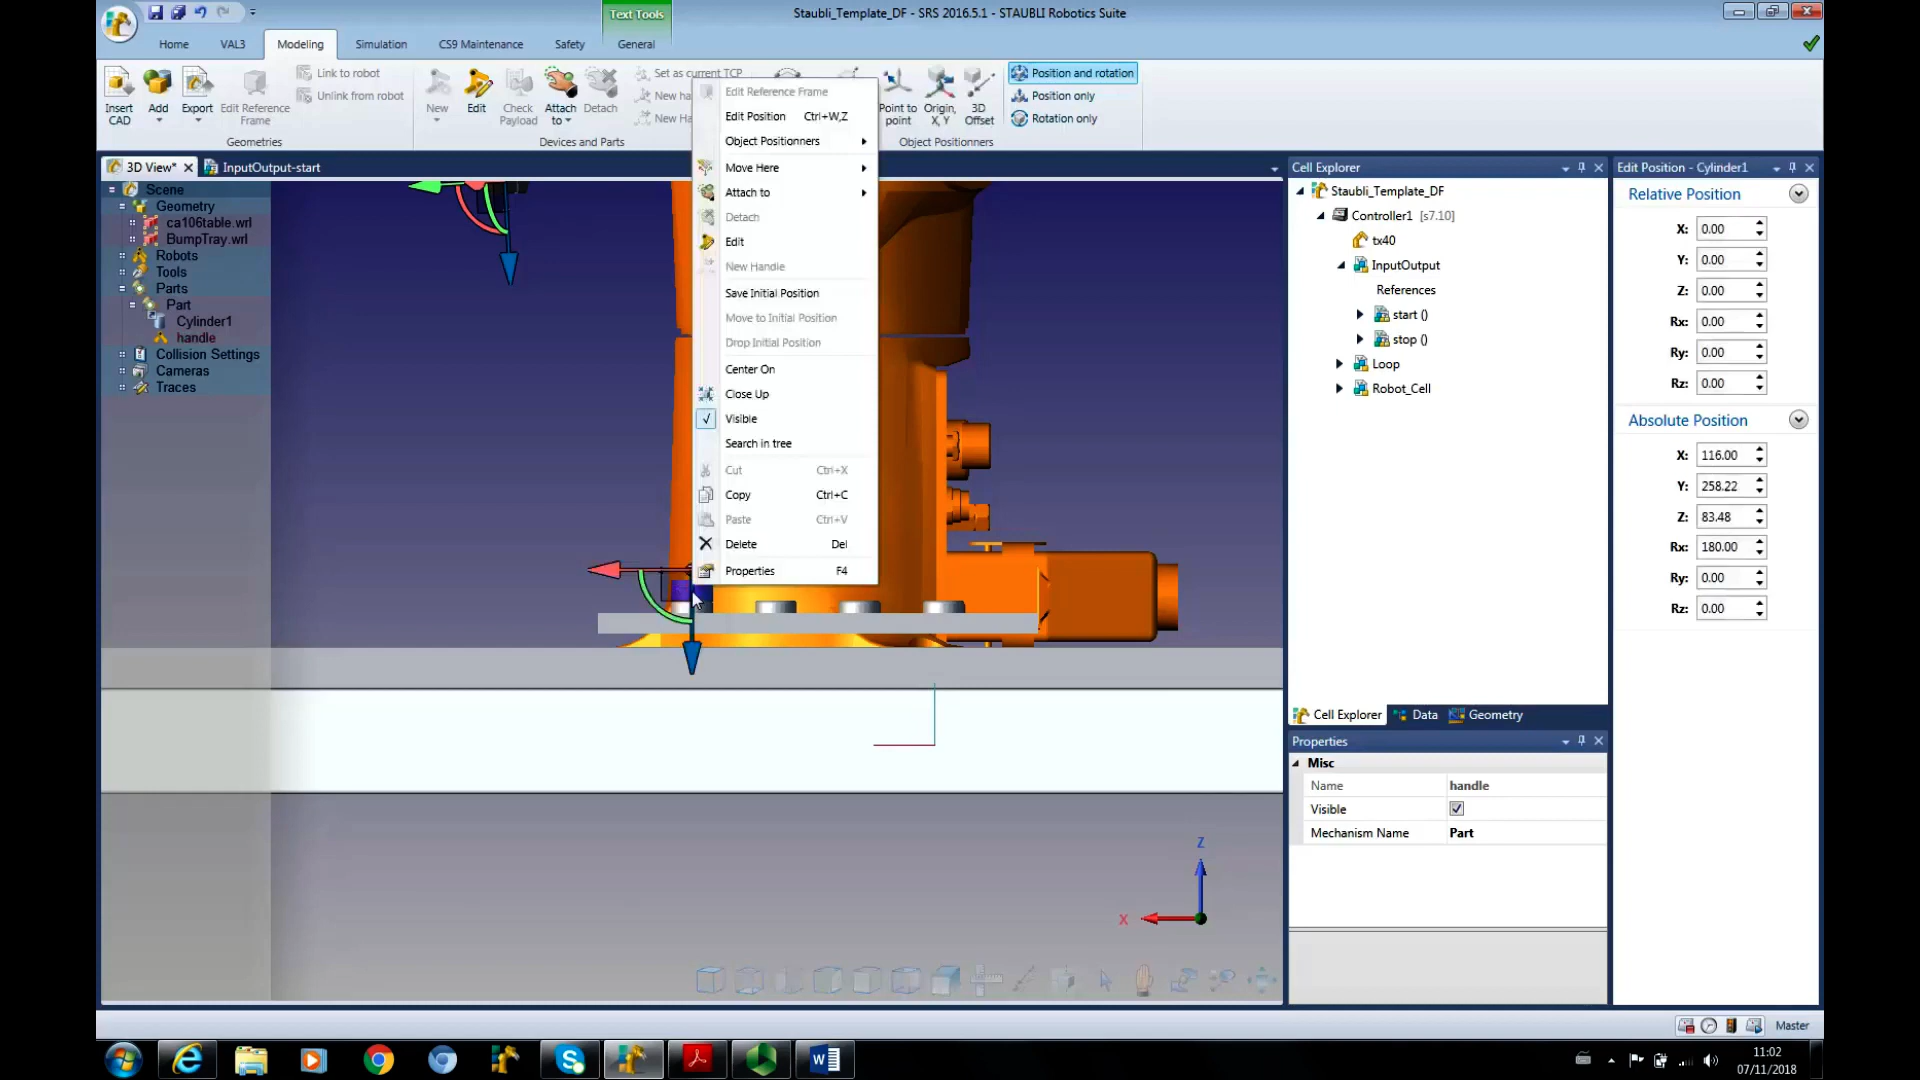 Text Tools
Staubli_Template_DF - SRS 2016.5.1 - STAUBLI Robotics Suite
Home
VAL3
Modeling
Simulation
CS9 Maintenance
Safety
General
Insert CAD
Add
Export
Edit Reference Frame
Link to robot
Unlink from robot
Geometries
New
Edit
Check Payload
Attach to
Detach
Set as current TCP
New ha
New Ha
Devices and Parts
Point to point
Origin, X, Y
3D Offset
Position and rotation
Position only
Rotation only
Object Positionners
3D View*
InputOutput-start
Scene
Geometry
ca106table.wrl
BumpTray.wrl
Robots
Tools
Parts
Part
Cylinder1
handle
Collision Settings
Cameras
Traces
Edit Reference Frame
Edit Position Ctrl+W,Z
Object Positionners
Move Here
Attach to
Detach
Edit
New Handle
Save Initial Position
Move to Initial Position
Drop Initial Position
Center On
Close Up
Visible
Search in tree
Cut Ctrl+X
Copy Ctrl+C
Paste Ctrl+V
Delete Del
Properties F4
Z
X
Cell Explorer
Staubli_Template_DF
Controller1 [s7.10]
tx40
InputOutput
References
start ()
stop ()
Loop
Robot_Cell
Cell Explorer
Data
Geometry
Properties
Misc
Name handle
Visible
Mechanism Name Part
Edit Position - Cylinder1
Relative Position
X: 0.00
Y: 0.00
Z: 0.00
Rx: 0.00
Ry: 0.00
Rz: 0.00
Absolute Position
X: 116.00
Y: 258.22
Z: 83.48
Rx: 180.00
Ry: 0.00
Rz: 0.00
Master
11:02
07/11/2018